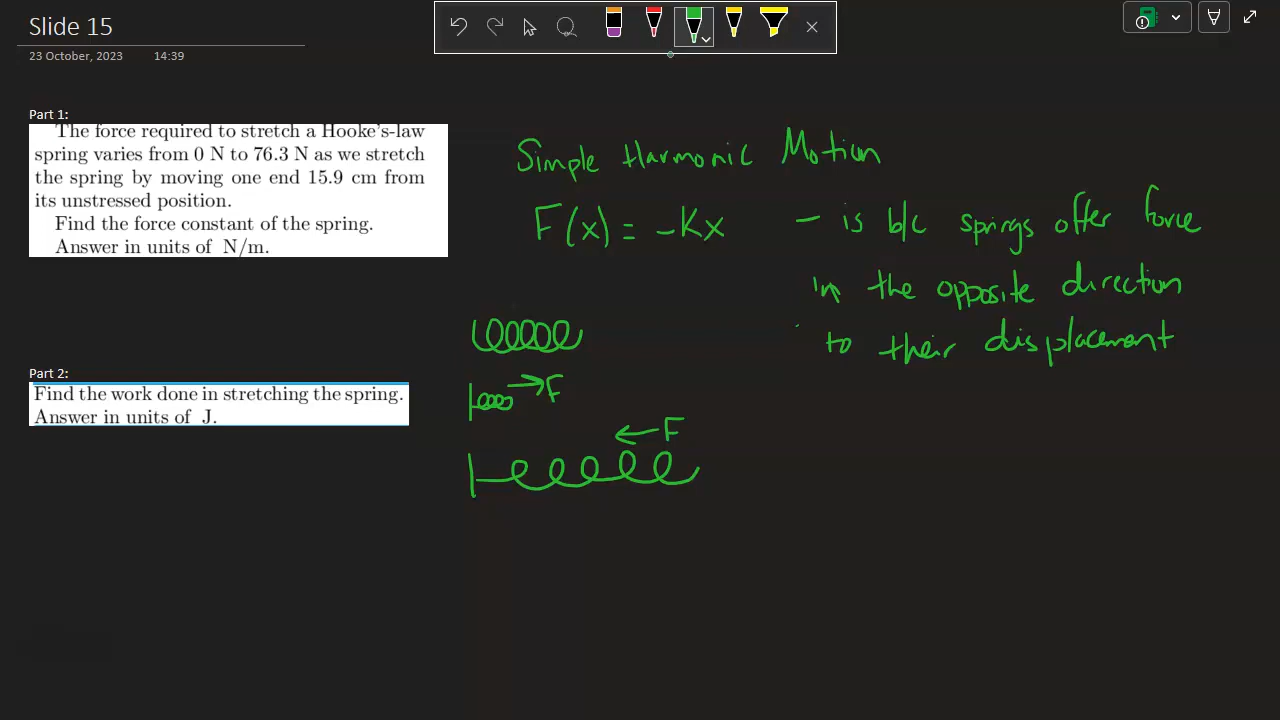 Slide 15
23 October, 2023 14:39
Part 1:
The force required to stretch a Hooke's-law
spring varies from 0 N to 76.3 N as we stretch
the spring by moving one end 15.9 cm from
its unstressed position.
Find the force constant of the spring.
Answer in units of N/m.
Part 2:
Find the work done in stretching the spring.
Answer in units of J.
Simple Harmonic Motion
F(x) = -Kx
- is b/c springs offer force
in the opposite direction
to their displacement
F
F